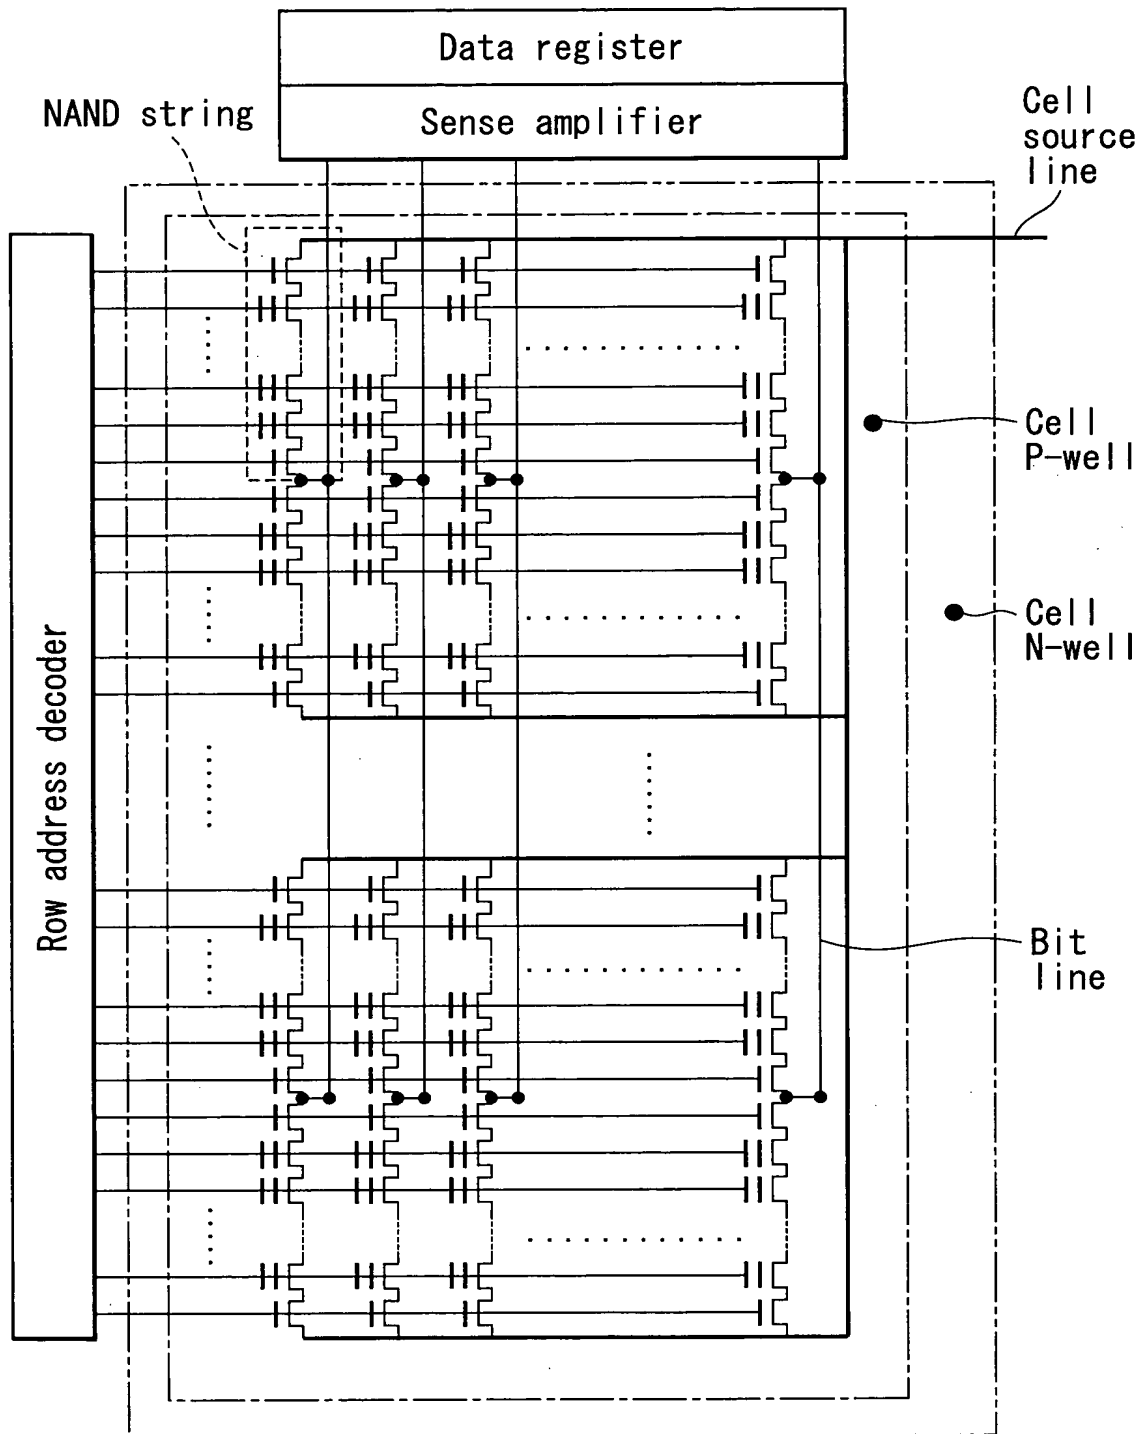 Data register
Sense amplifier
NAND string
Cell
source
line
Cell
P-well
Cell
N-well
Row address decoder
Bit
line